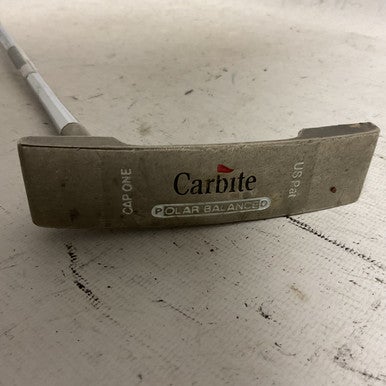 Carbite
POLAR BALANCED
CAP ONE
US Pat